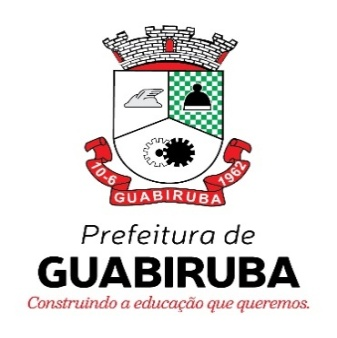 10-6 GUABIRUBA 1962
Prefeitura de
GUABIRUBA
Construindo a educação que queremos.